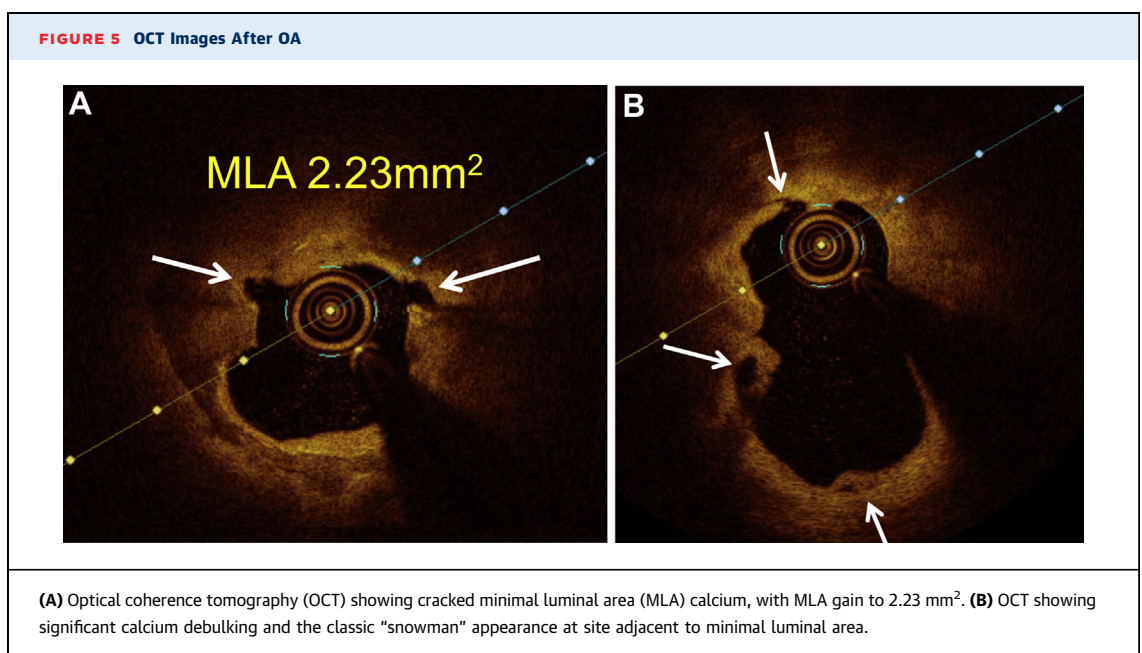 FIGURE 5 OCT Images After OA
A
B
MLA 2.23mm²
(A) Optical coherence tomography (OCT) showing cracked minimal luminal area (MLA) calcium, with MLA gain to 2.23 mm². (B) OCT showing
significant calcium debulking and the classic “snowman” appearance at site adjacent to minimal luminal area.